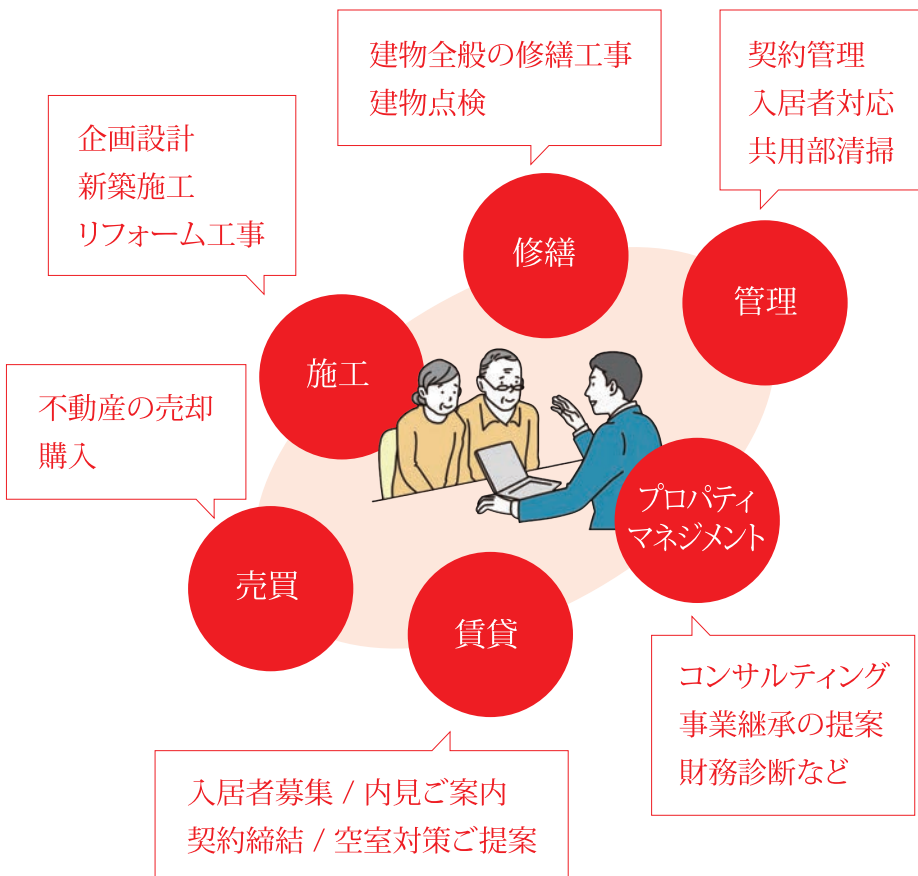 建物全般の修繕工事
建物点検
契約管理
入居者対応
共用部清掃
企画設計
新築施工
リフォーム工事
修繕
管理
施工
不動産の売却
購入
プロパティ
マネジメント
売買
賃貸
コンサルティング
事業継承の提案
財務診断など
入居者募集 / 内見ご案内
契約締結 / 空室対策ご提案